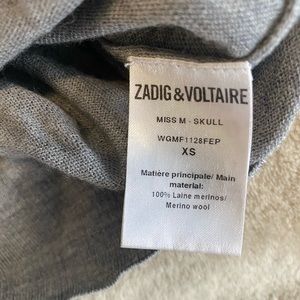 ZADIG&VOLTAIRE
MISS M - SKULL
WGMF1128FEP
XS
Matière principale/ Main
material:
100% Laine merinos/
Merino wool